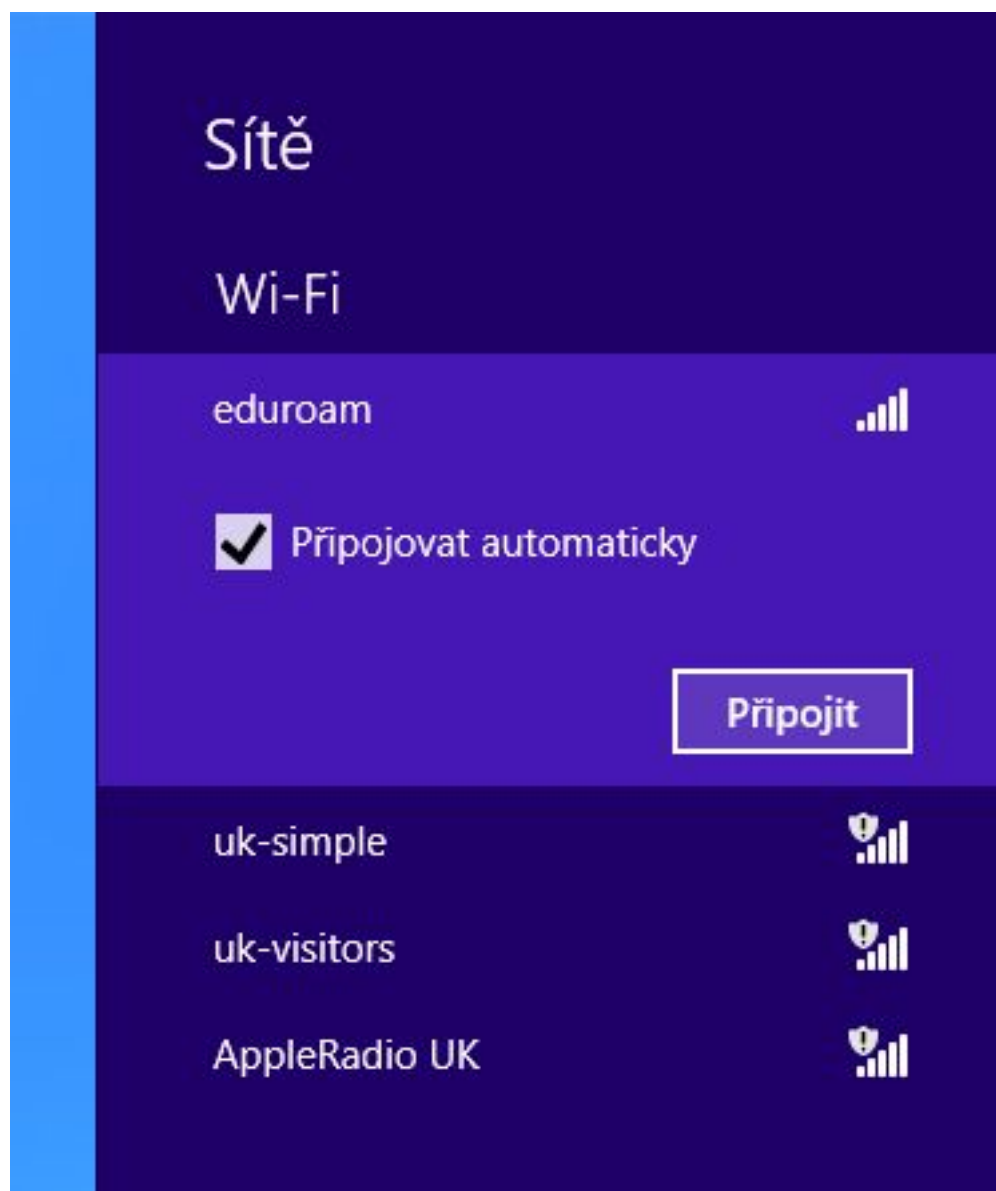 Sítě
Wi-Fi
eduroam
Připojovat automaticky
Připojit
uk-simple
uk-visitors
AppleRadio UK